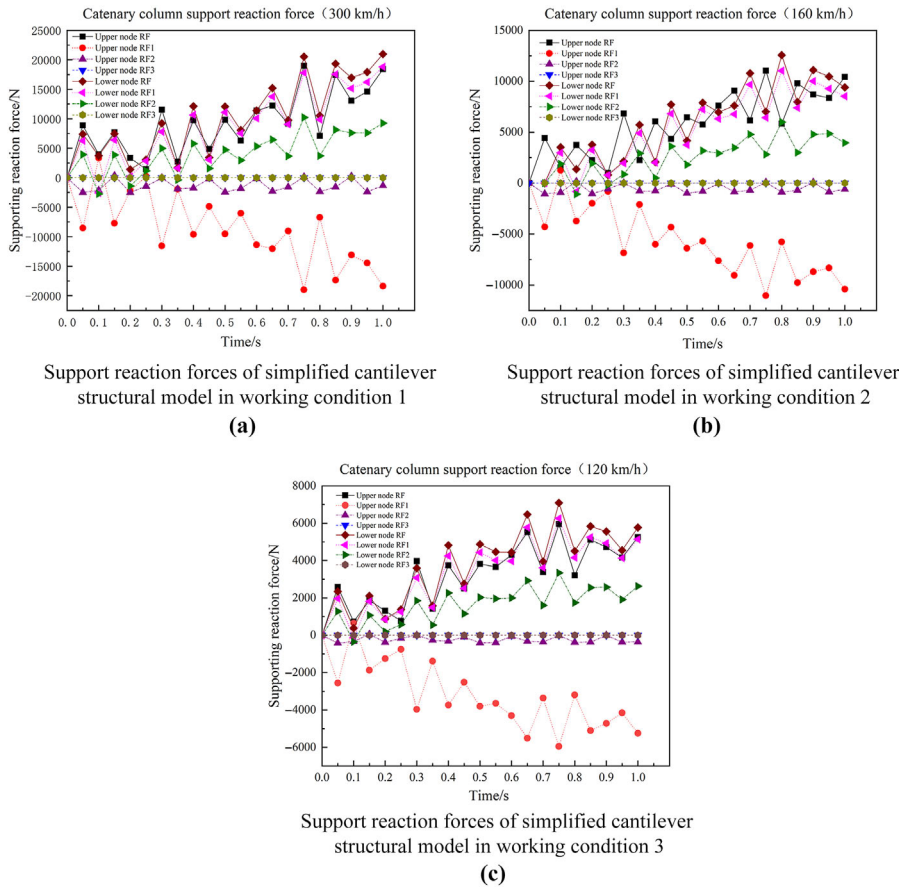 Catenary column support reaction force（300 km/h）
25000
20000
15000
10000
5000
0
−5000
−10000
−15000
−20000
Supporting reaction force/N
Upper node RF
Upper node RF1
Upper node RF2
Upper node RF3
Lower node RF
Lower node RF1
Lower node RF2
Lower node RF3
0.0 0.1 0.2 0.3 0.4 0.5 0.6 0.7 0.8 0.9 1.0
Time/s
Support reaction forces of simplified cantilever
structural model in working condition 1
(a)
Catenary column support reaction force（160 km/h）
15000
10000
5000
0
−5000
−10000
Supporting reaction force/N
Upper node RF
Upper node RF1
Upper node RF2
Upper node RF3
Lower node RF
Lower node RF1
Lower node RF2
Lower node RF3
0.0 0.1 0.2 0.3 0.4 0.5 0.6 0.7 0.8 0.9 1.0
Time/s
Support reaction forces of simplified cantilever
structural model in working condition 2
(b)
Catenary column support reaction force（120 km/h）
8000
6000
4000
2000
0
−2000
−4000
−6000
Supporting reaction force/N
Upper node RF
Upper node RF1
Upper node RF2
Upper node RF3
Lower node RF
Lower node RF1
Lower node RF2
Lower node RF3
0.0 0.1 0.2 0.3 0.4 0.5 0.6 0.7 0.8 0.9 1.0
Time/s
Support reaction forces of simplified cantilever
structural model in working condition 3
(c)